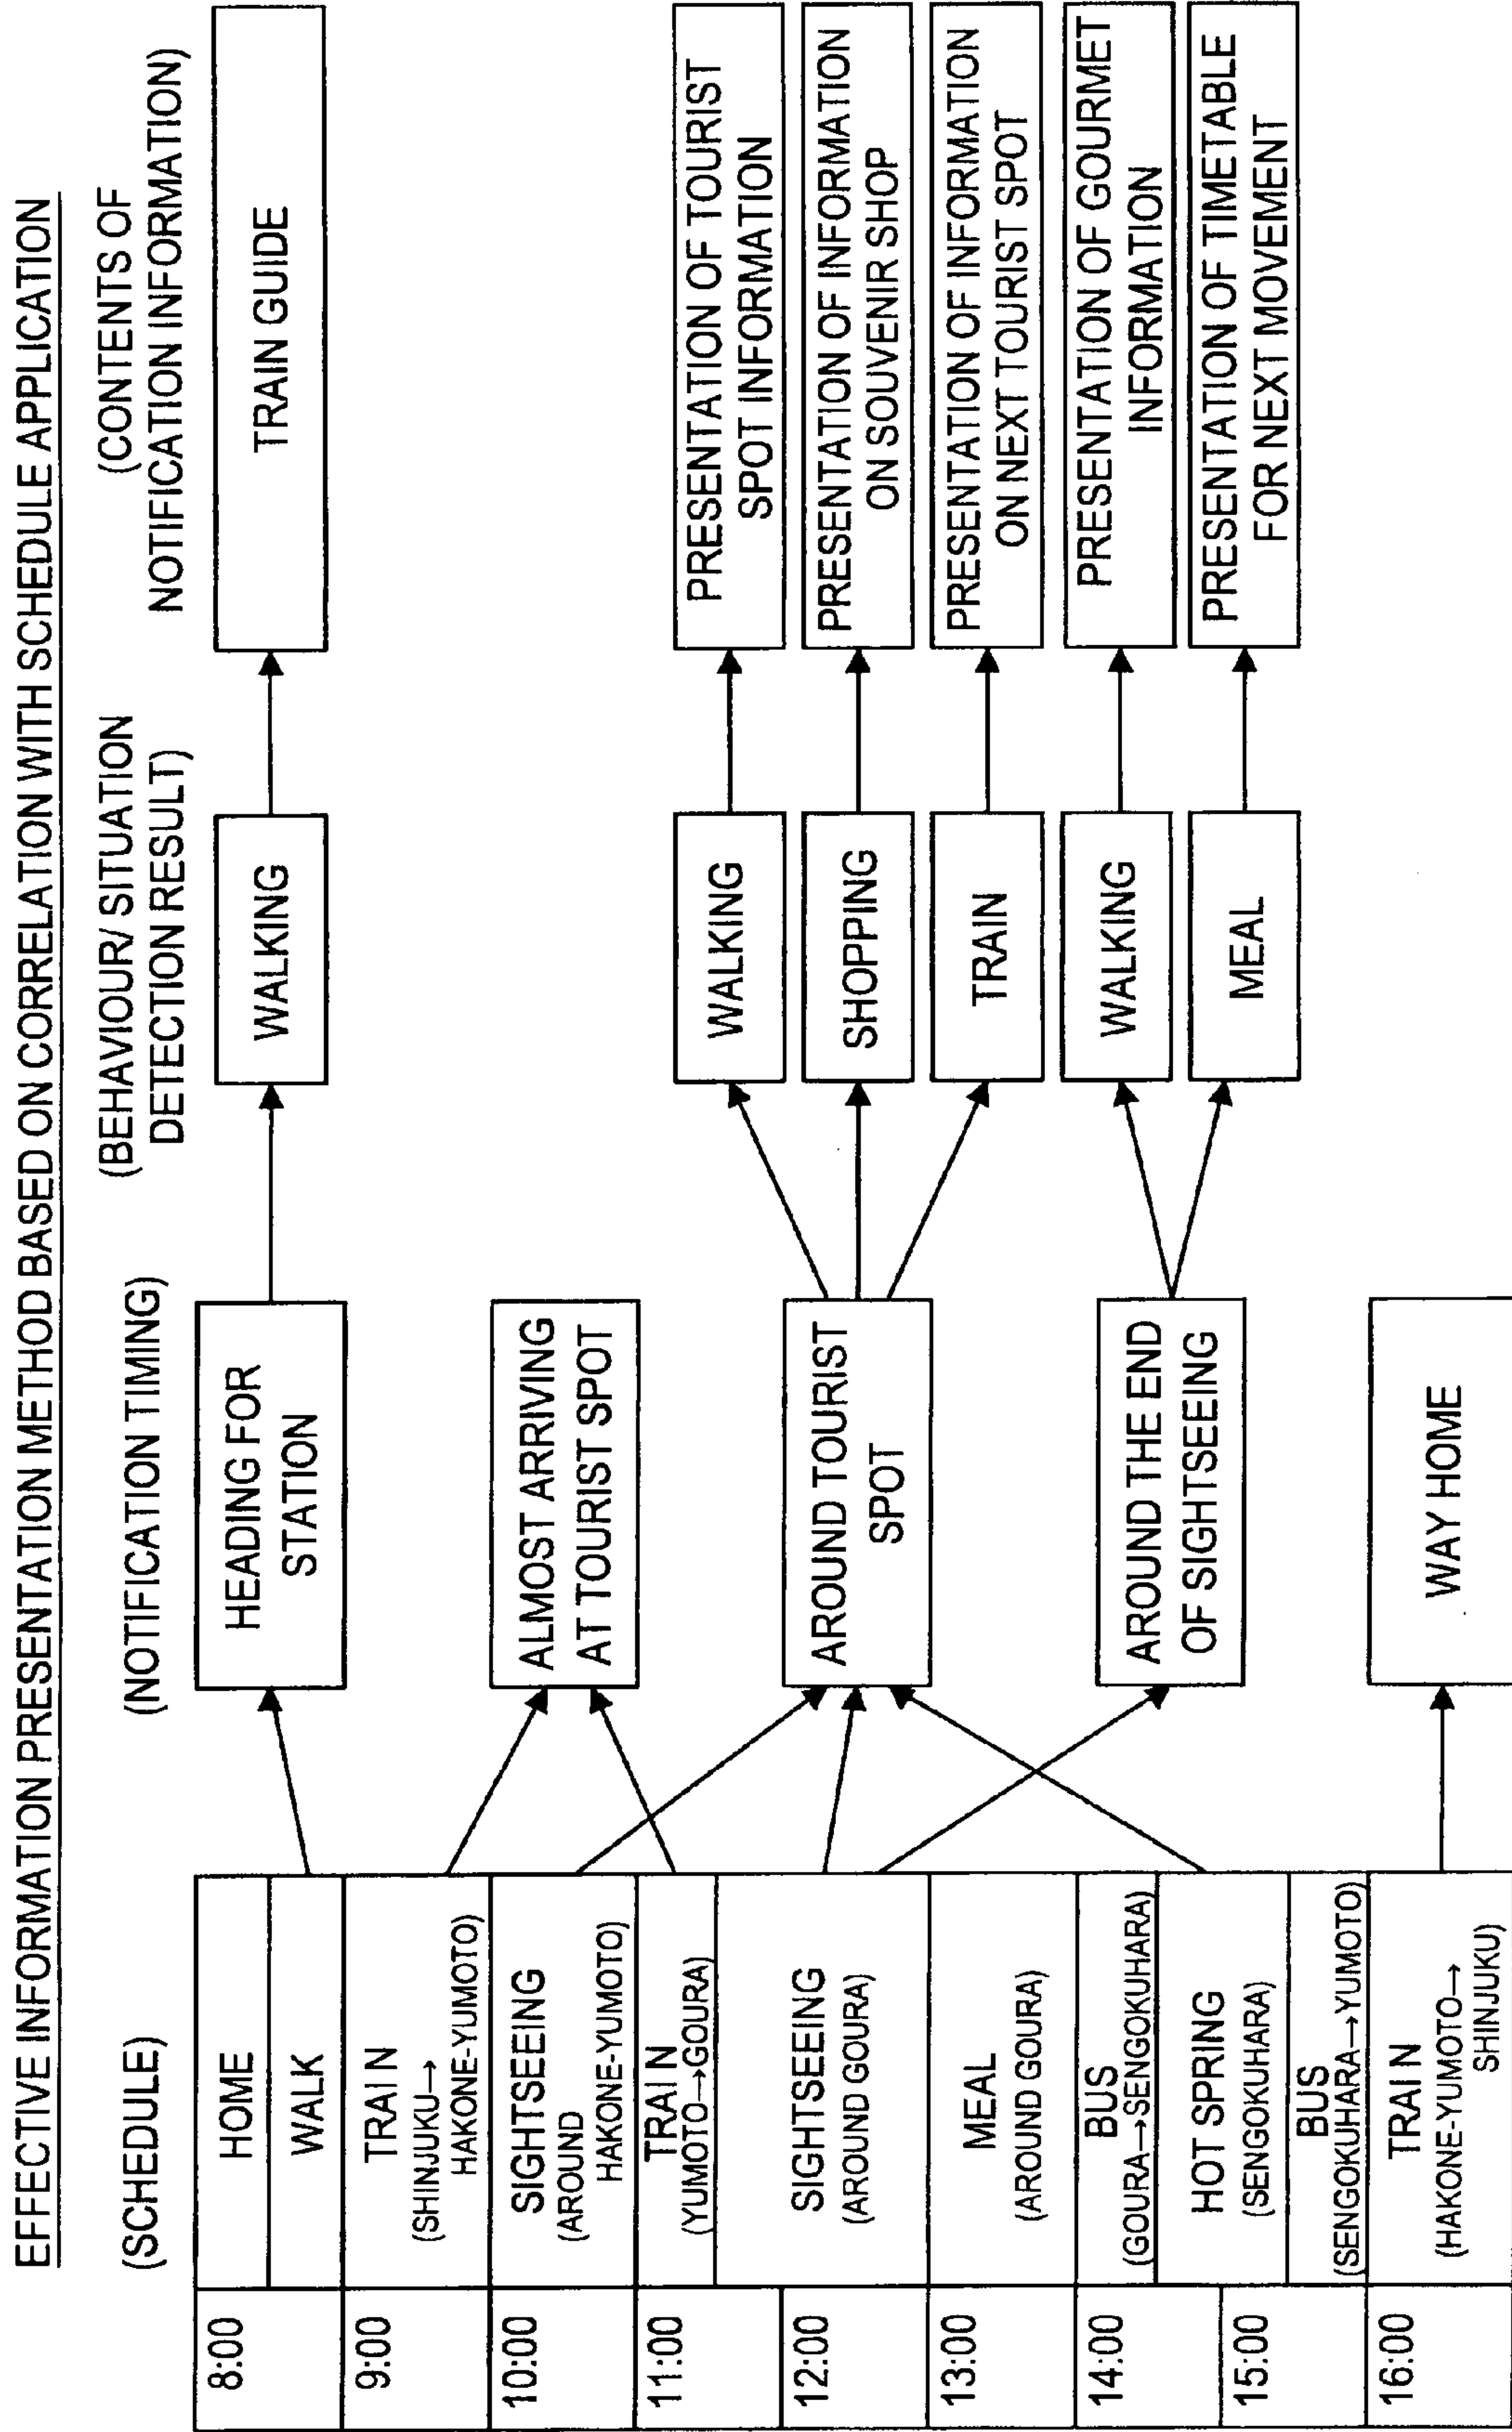 EFFECTIVE INFORMATION PRESENTATION METHOD BASED ON CORRELATION WITH SCHEDULE APPLICATION
(SCHEDULE)
(NOTIFICATION TIMING)
(BEHAVIOUR/ SITUATION
DETECTION RESULT)
(CONTENTS OF
NOTIFICATION INFORMATION)
8:00
9:00
10:00
11:00
12:00
13:00
14:00
15:00
16:00
HOME
WALK
TRAIN
(SHINJUKU→
HAKONE-YUMOTO)
SIGHTSEEING
(AROUND
HAKONE-YUMOTO)
TRAIN
(YUMOTO→GOURA)
SIGHTSEEING
(AROUND GOURA)
MEAL
(AROUND GOURA)
BUS
(GOURA→SENGOKUHARA)
HOT SPRING
(SENGOKUHARA)
BUS
(SENGOKUHARA→YUMOTO)
TRAIN
(HAKONE-YUMOTO→
SHINJUKU)
HEADING FOR
STATION
ALMOST ARRIVING
AT TOURIST SPOT
AROUND TOURIST
SPOT
AROUND THE END
OF SIGHTSEEING
WAY HOME
WALKING
WALKING
SHOPPING
TRAIN
WALKING
MEAL
TRAIN GUIDE
PRESENTATION OF TOURIST
SPOT INFORMATION
PRESENTATION OF INFORMATION
ON SOUVENIR SHOP
PRESENTATION OF INFORMATION
ON NEXT TOURIST SPOT
PRESENTATION OF GOURMET
INFORMATION
PRESENTATION OF TIMETABLE
FOR NEXT MOVEMENT